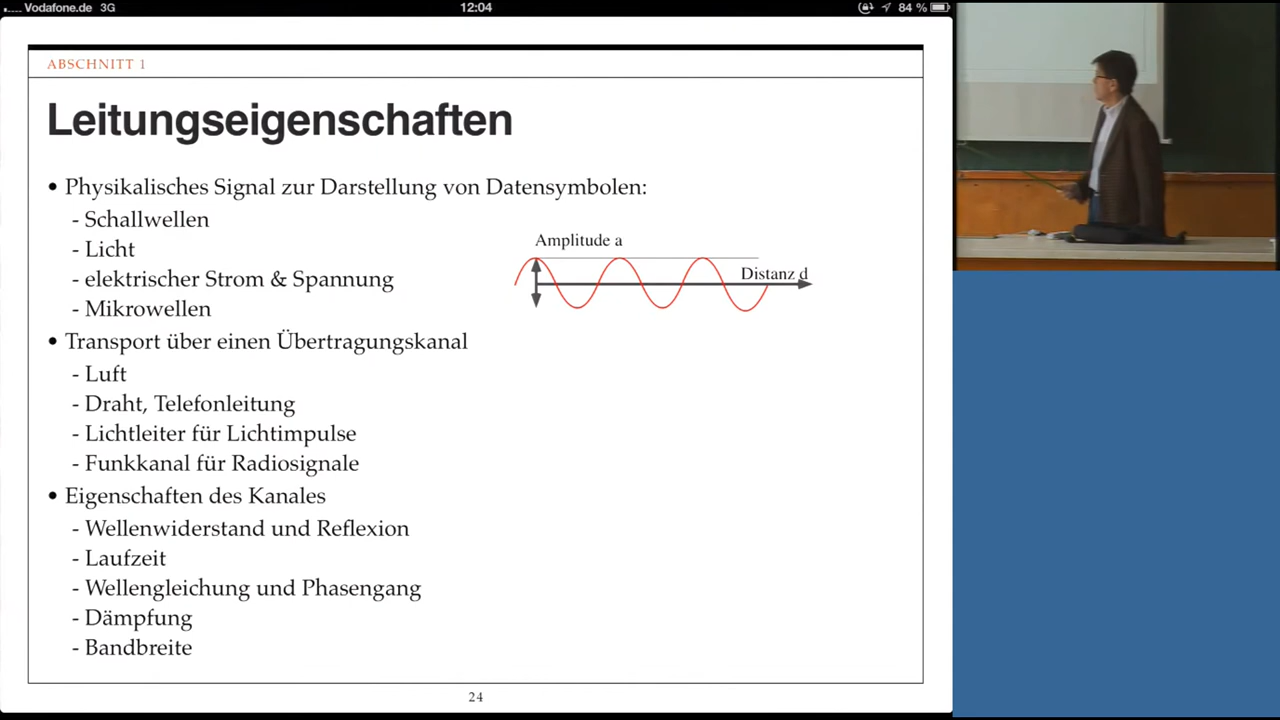 Vodafone.de 3G
12:04
84 %
ABSCHNITT 1
Leitungseigenschaften
• Physikalisches Signal zur Darstellung von Datensymbolen:
- Schallwellen
- Licht
- elektrischer Strom & Spannung
- Mikrowellen
Amplitude a
Distanz d
• Transport über einen Übertragungskanal
- Luft
- Draht, Telefonleitung
- Lichtleiter für Lichtimpulse
- Funkkanal für Radiosignale
• Eigenschaften des Kanales
- Wellenwiderstand und Reflexion
- Laufzeit
- Wellengleichung und Phasengang
- Dämpfung
- Bandbreite
24